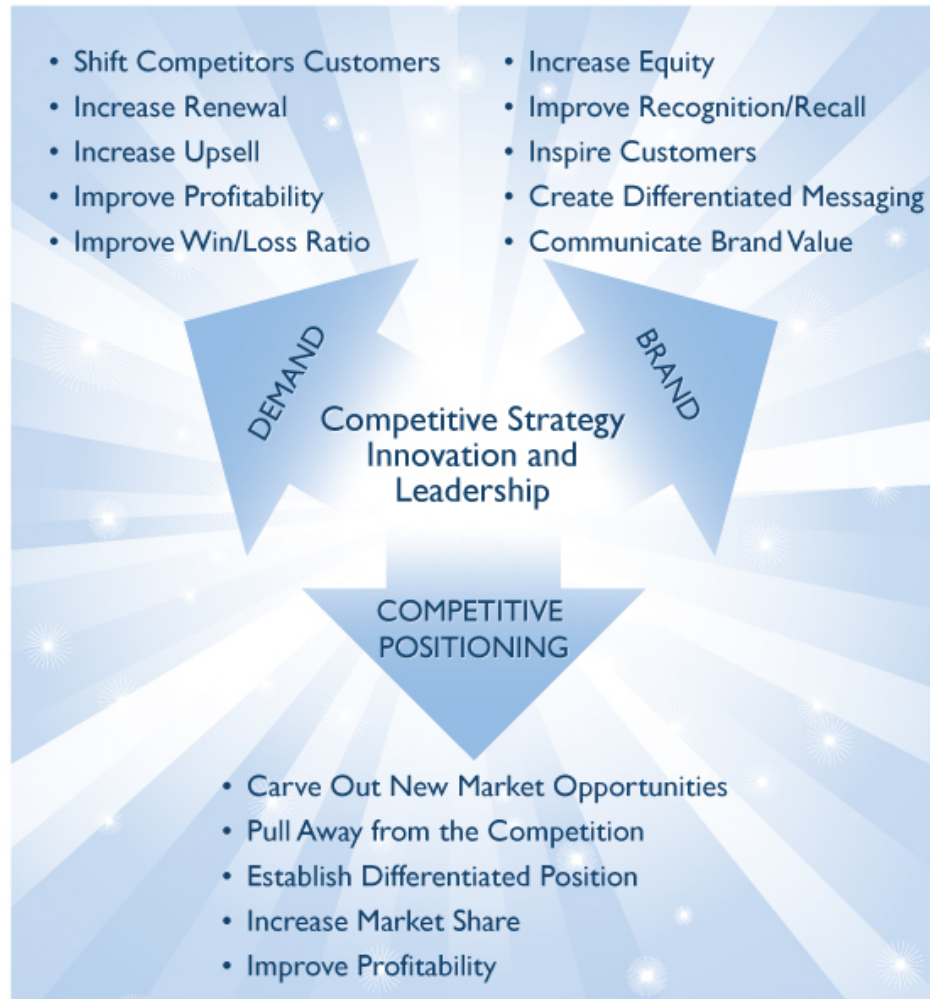 • Shift Competitors Customers
• Increase Renewal
• Increase Upsell
• Improve Profitability
• Improve Win/Loss Ratio
• Increase Equity
• Improve Recognition/Recall
• Inspire Customers
• Create Differentiated Messaging
• Communicate Brand Value
DEMAND
BRAND
Competitive Strategy
Innovation and
Leadership
COMPETITIVE
POSITIONING
• Carve Out New Market Opportunities
• Pull Away from the Competition
• Establish Differentiated Position
• Increase Market Share
• Improve Profitability